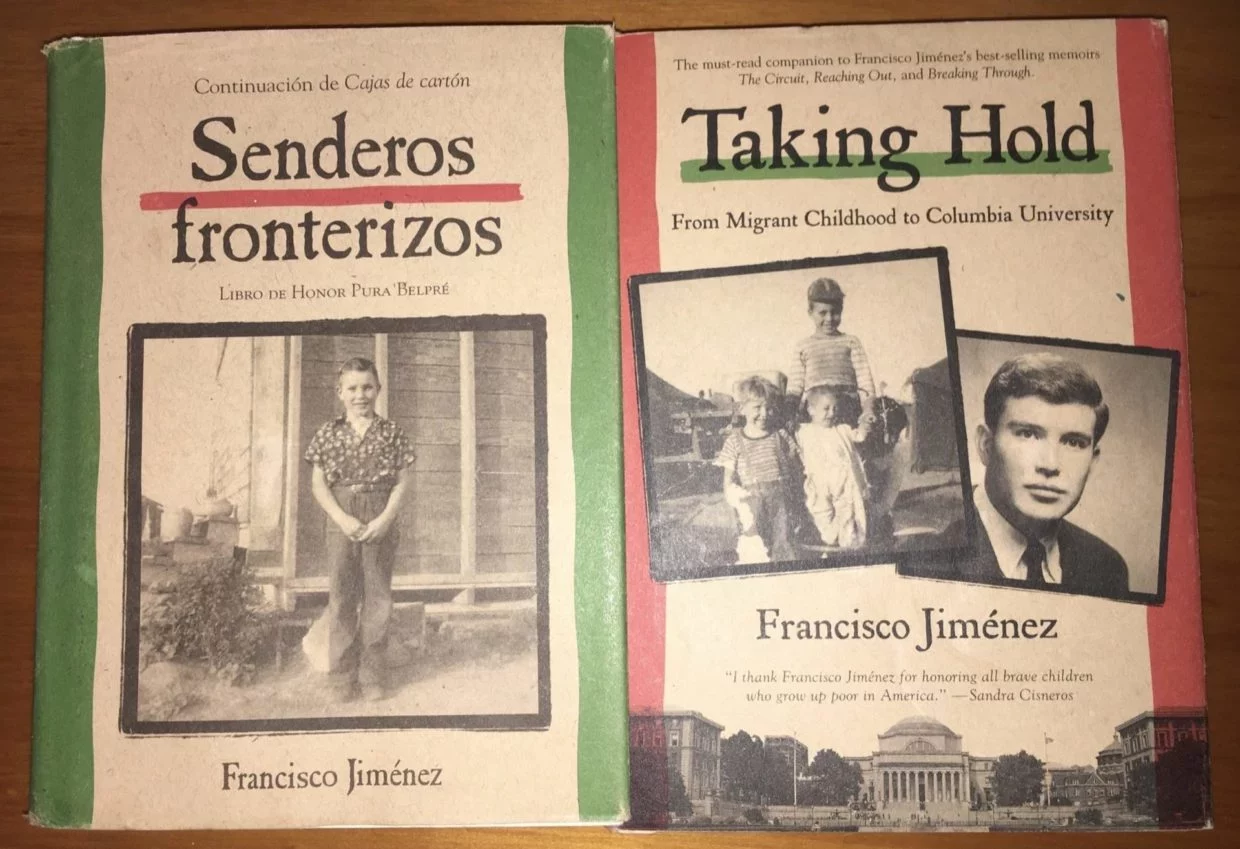 Continuación de Cajas de cartón
Senderos
fronterizos
Libro de Honor Pura Belpré
Francisco Jiménez
The must-read companion to Francisco Jiménez's best-selling memoirs
The Circuit, Reaching Out, and Breaking Through.
Taking Hold
From Migrant Childhood to Columbia University
Francisco Jiménez
"I thank Francisco Jiménez for honoring all brave children
who grow up poor in America." —Sandra Cisneros